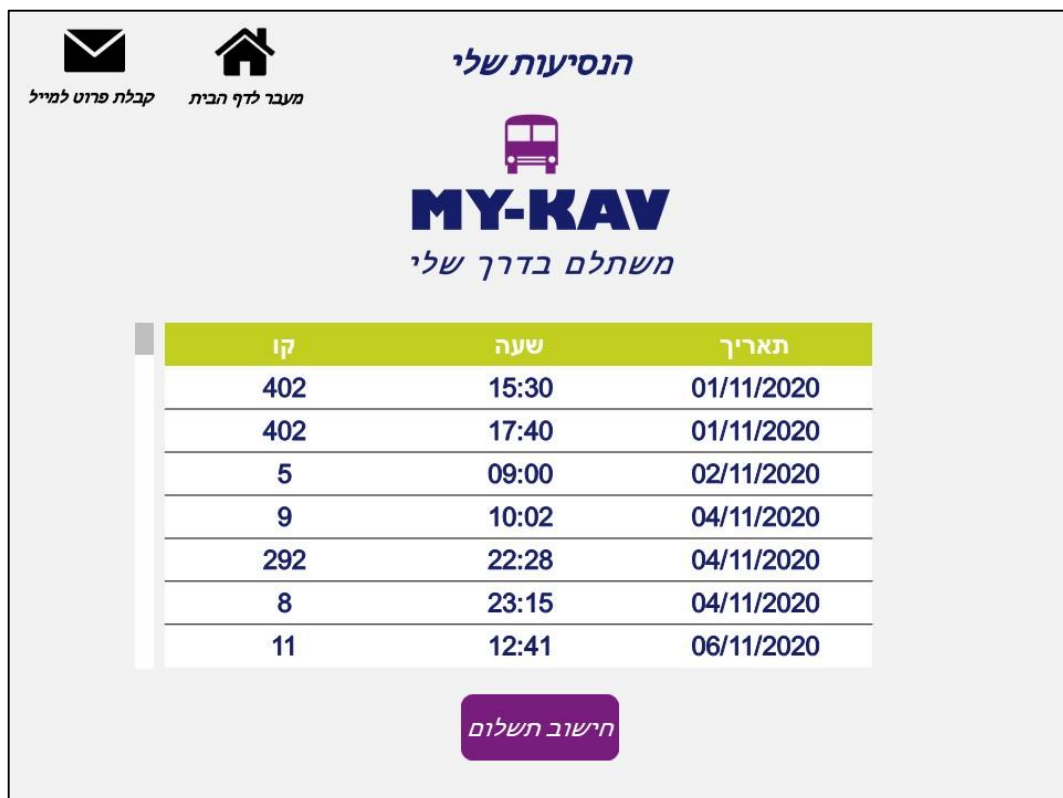 הנסיעות שלי
מעבר לדף הבית
קבלת פרוט למייל
MY-KAV
משתלם בדרך שלי
תאריך שעה קו
01/11/2020 15:30 402
01/11/2020 17:40 402
02/11/2020 09:00 5
04/11/2020 10:02 9
04/11/2020 22:28 292
04/11/2020 23:15 8
06/11/2020 12:41 11
חישוב תשלום